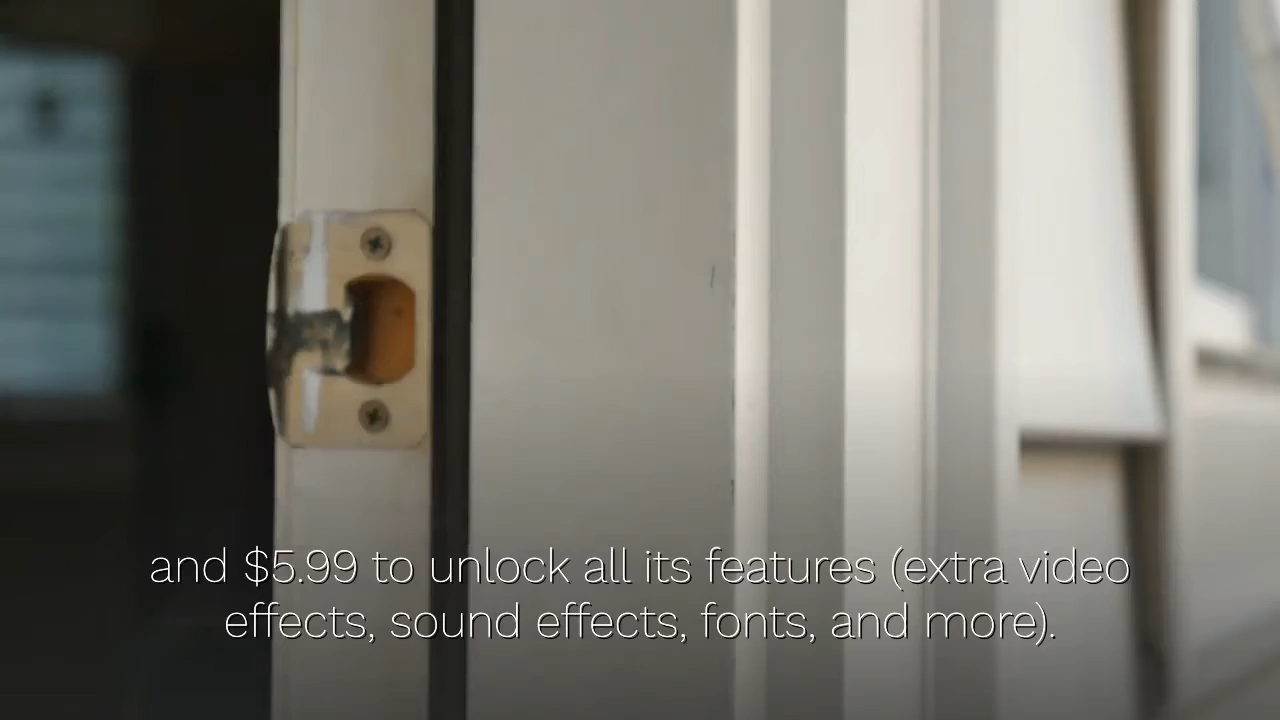 and $5.99 to unlock all its features (extra video
effects, sound effects, fonts, and more).